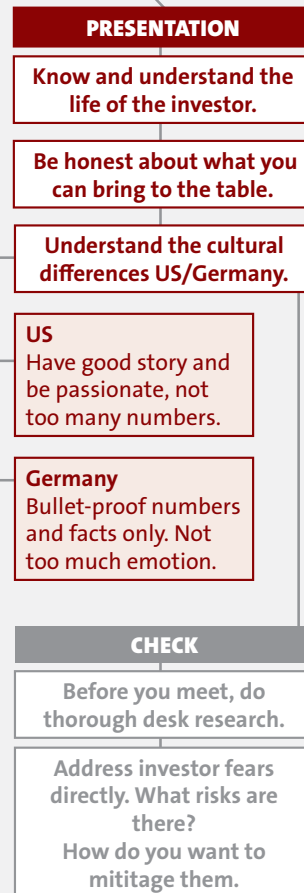 PRESENTATION
Know and understand the
life of the investor.
Be honest about what you
can bring to the table.
Understand the cultural
differences US/Germany.
US
Have good story and
be passionate, not
too many numbers.
Germany
Bullet-proof numbers
and facts only. Not
too much emotion.
CHECK
Before you meet, do
thorough desk research.
Address investor fears
directly. What risks are
there?
How do you want to
mititage them.